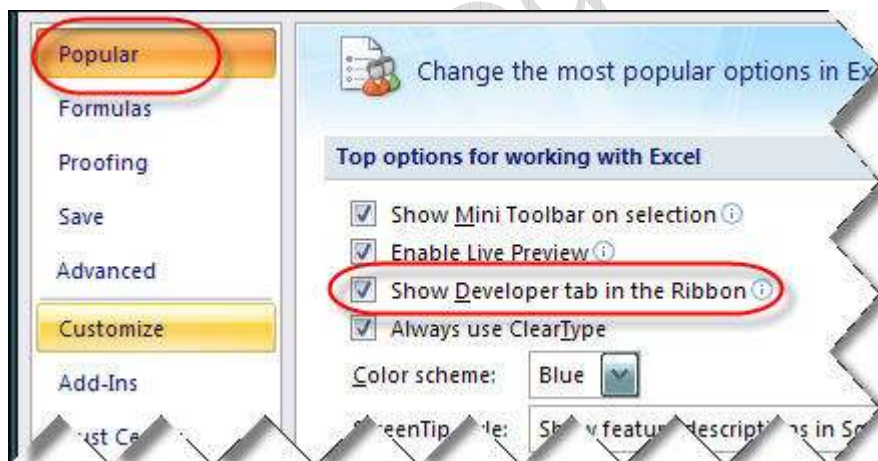 Popular
Formulas
Proofing
Save
Advanced
Customize
Add-Ins
Change the most popular options in Ex
Top options for working with Excel
Show Mini Toolbar on selection
Enable Live Preview
Show Developer tab in the Ribbon
Always use ClearType
Color scheme: Blue
in